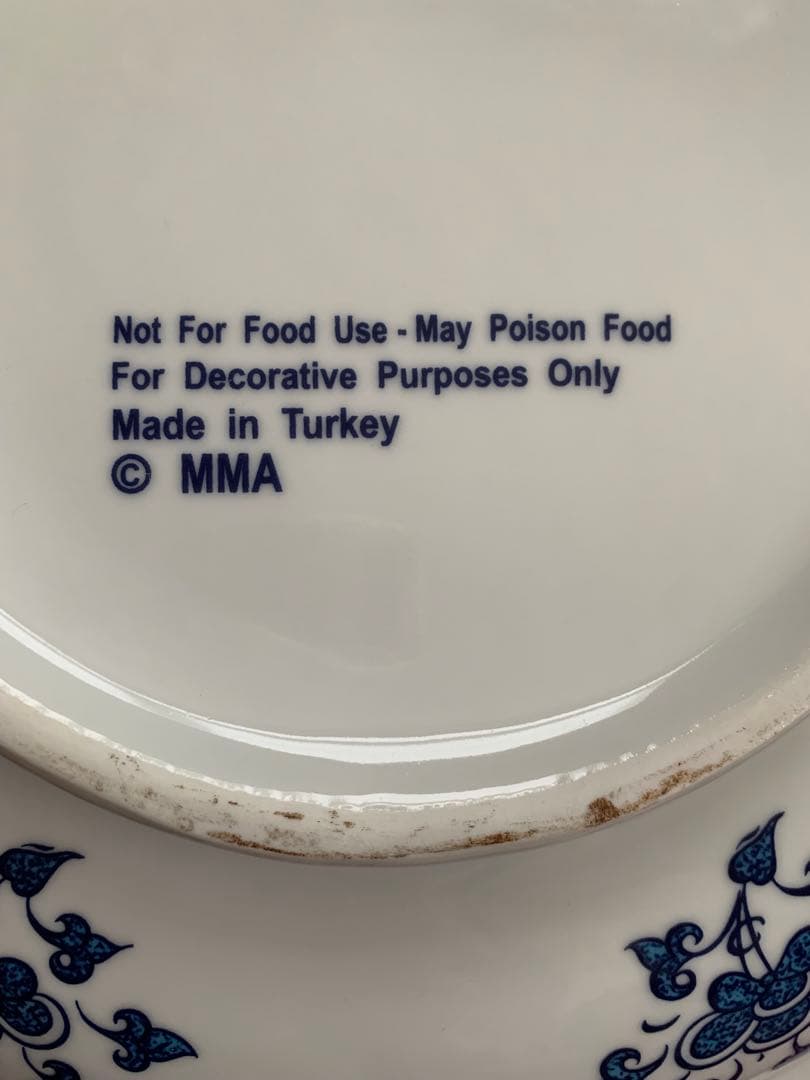 Not For Food Use - May Poison Food
For Decorative Purposes Only
Made in Turkey
© MMA